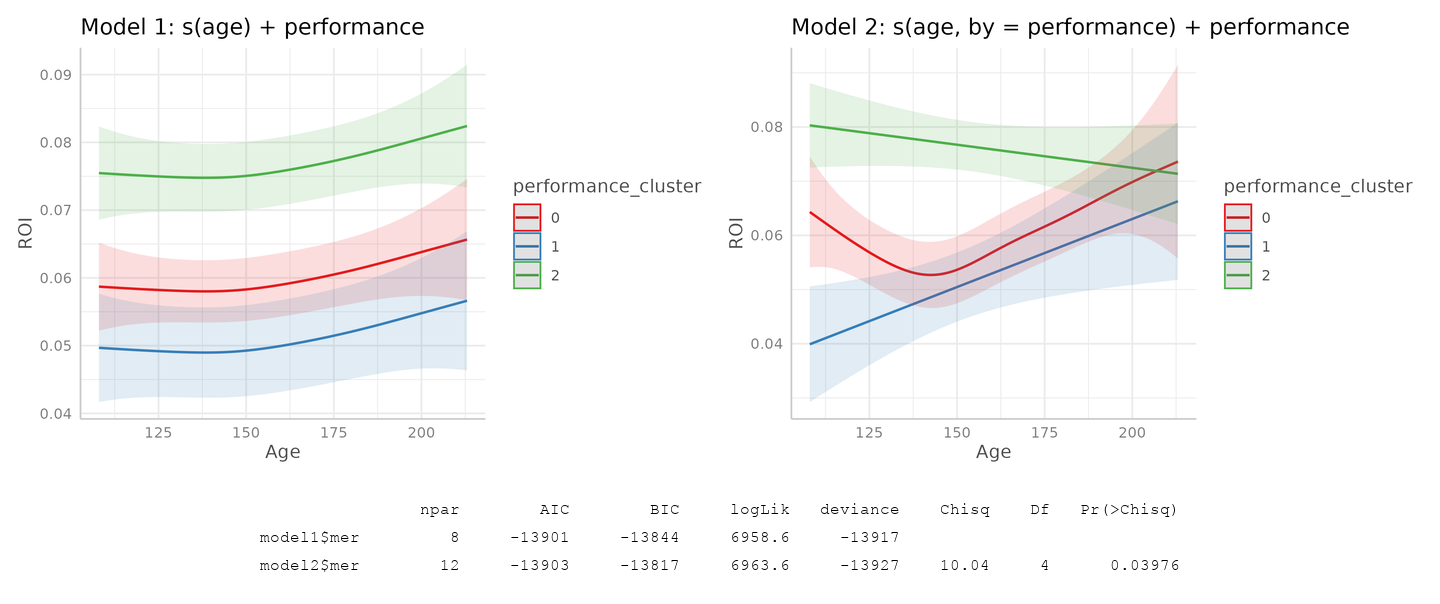 Model 1: s(age) + performance
0.09
0.08
0.07
0.06
0.05
0.04
ROI
125 150 175 200
Age
performance_cluster
0
1
2
Model 2: s(age, by = performance) + performance
0.08
0.06
0.04
ROI
125 150 175 200
Age
performance_cluster
0
1
2
npar AIC BIC logLik deviance Chisq Df Pr(>Chisq)
model1$mer 8 -13901 -13844 6958.6 -13917
model2$mer 12 -13903 -13817 6963.6 -13927 10.04 4 0.03976